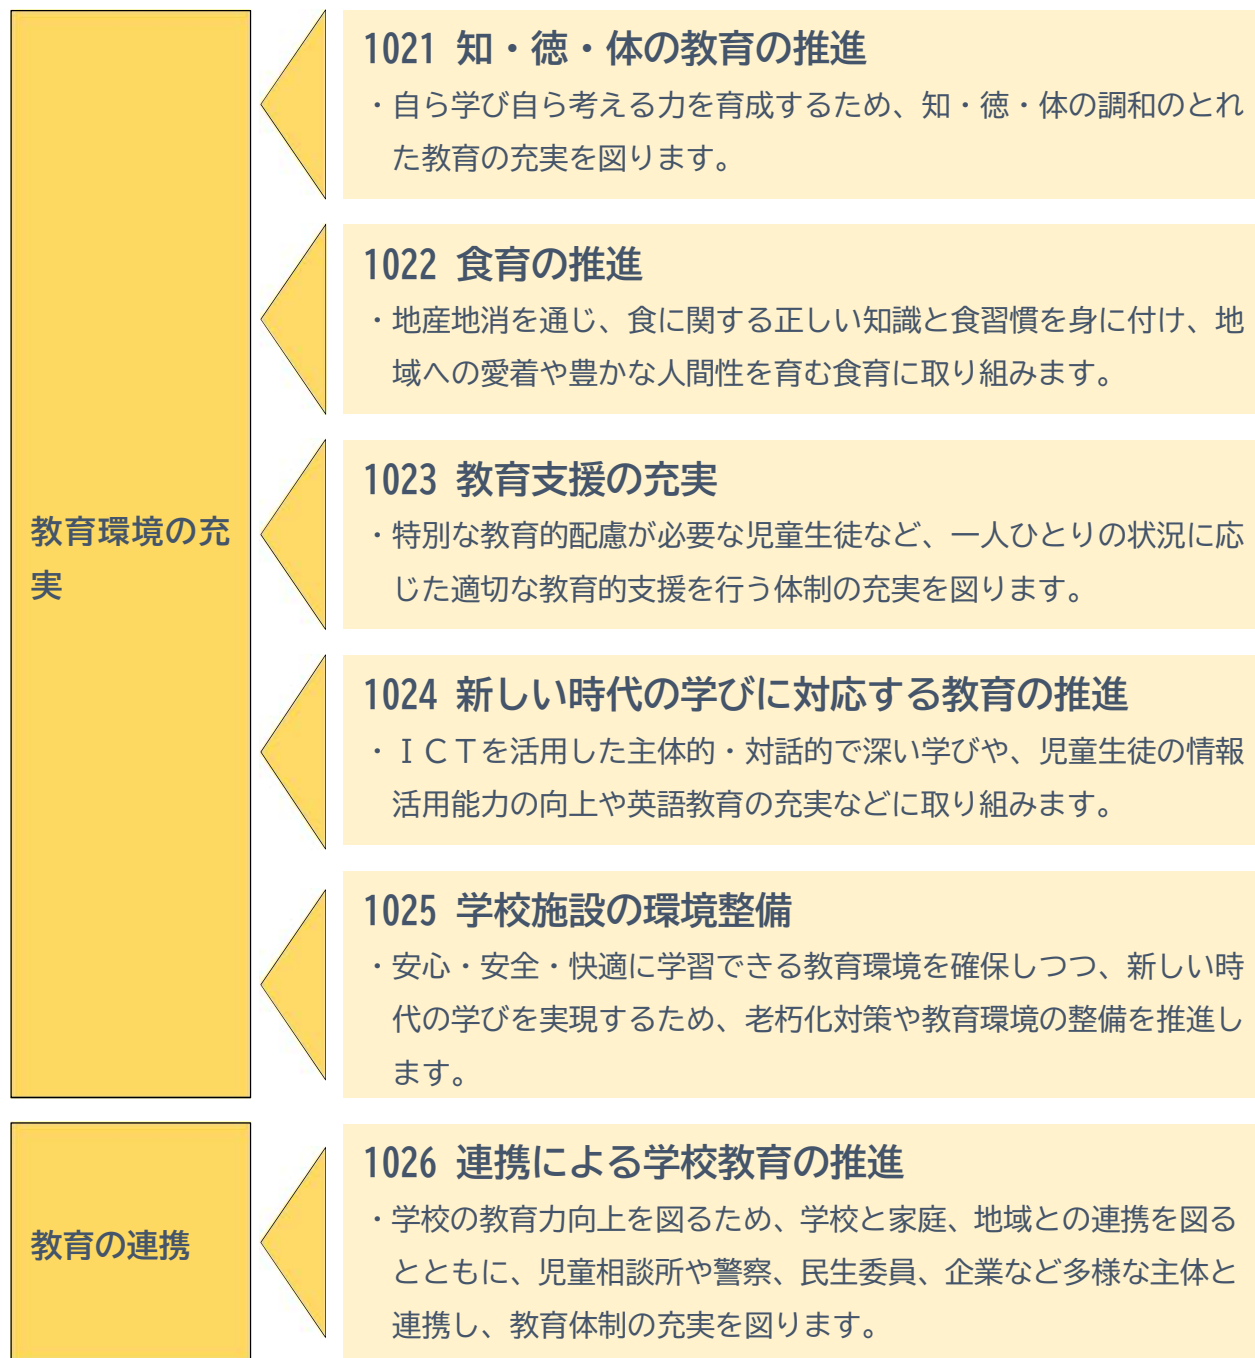 教育環境の充
実
1021 知・徳・体の教育の推進
・自ら学び自ら考える力を育成するため、知・徳・体の調和のとれ
た教育の充実を図ります。
1022 食育の推進
・地産地消を通じ、食に関する正しい知識と食習慣を身に付け、地
域への愛着や豊かな人間性を育む食育に取り組みます。
1023 教育支援の充実
・特別な教育的配慮が必要な児童生徒など、一人ひとりの状況に応
じた適切な教育的支援を行う体制の充実を図ります。
1024 新しい時代の学びに対応する教育の推進
・ＩＣＴを活用した主体的・対話的で深い学びや、児童生徒の情報
活用能力の向上や英語教育の充実などに取り組みます。
1025 学校施設の環境整備
・安心・安全・快適に学習できる教育環境を確保しつつ、新しい時
代の学びを実現するため、老朽化対策や教育環境の整備を推進し
ます。
教育の連携
1026 連携による学校教育の推進
・学校の教育力向上を図るため、学校と家庭、地域との連携を図る
とともに、児童相談所や警察、民生委員、企業など多様な主体と
連携し、教育体制の充実を図ります。